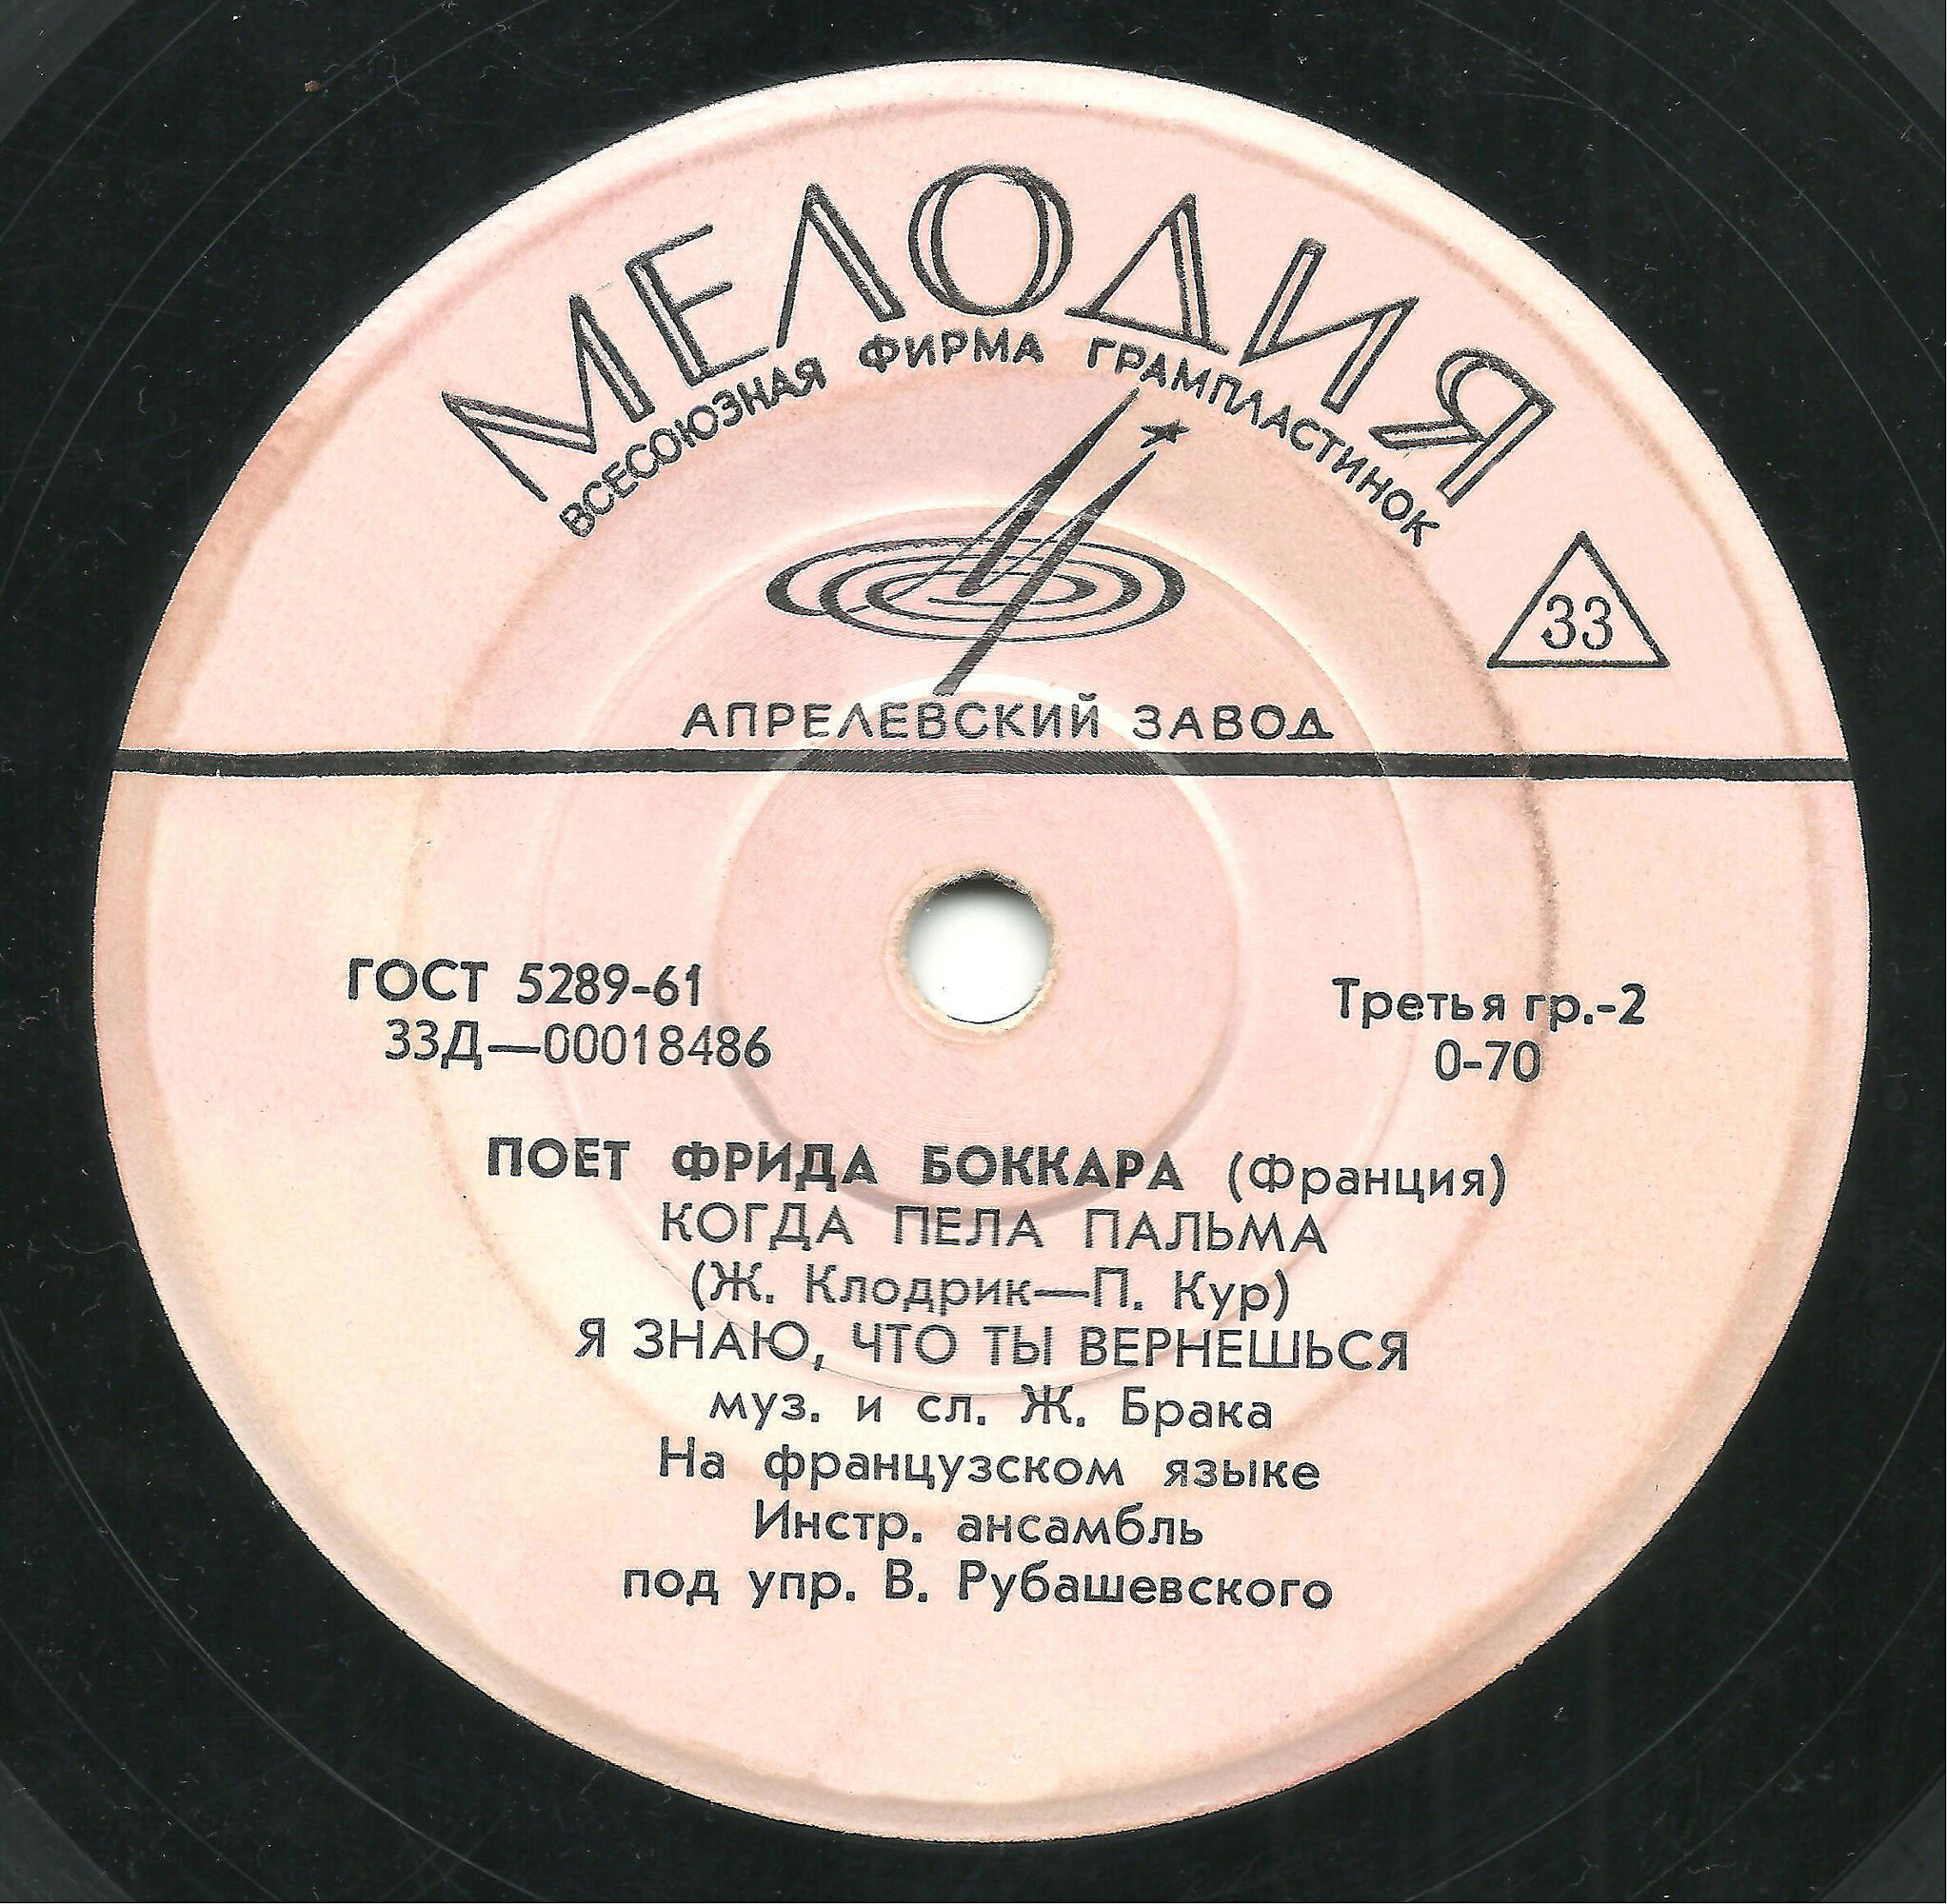 МЕЛОДИЯ
ВСЕСОЮЗНАЯ ФИРМА ГРАМПЛАСТИНОК
33
АПРЕЛЕВСКИЙ ЗАВОД
ГОСТ 5289-61
Третья гр.-2
33Д—00018486
0-70
ПОЕТ ФРИДА БОККАРА (Франция)
КОГДА ПЕЛА ПАЛЬМА
(Ж. Клодрик—П. Кур)
Я ЗНАЮ, ЧТО ТЫ ВЕРНЕШЬСЯ
муз. и сл. Ж. Брака
На французском языке
Инстр. ансамбль
под упр. В. Рубашевского